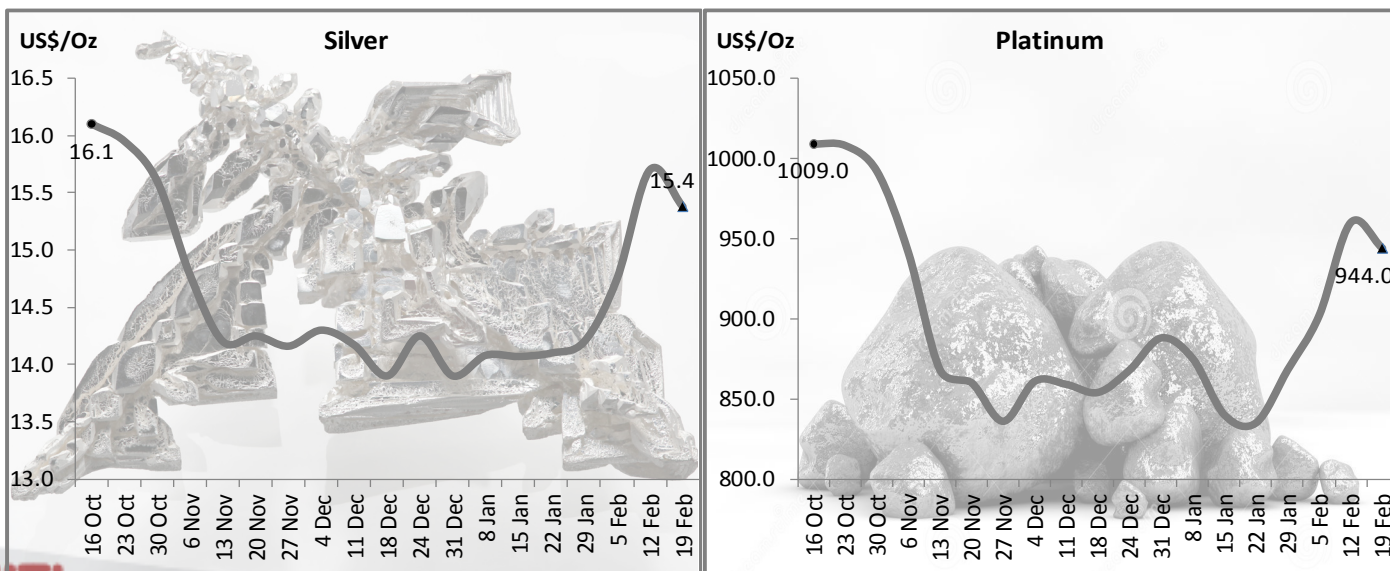 US$/Oz
Silver
16.5
16.0
15.5
15.0
14.5
14.0
13.5
13.0
16.1
15.4
16 Oct
23 Oct
30 Oct
6 Nov
13 Nov
20 Nov
27 Nov
4 Dec
11 Dec
18 Dec
24 Dec
31 Dec
8 Jan
15 Jan
22 Jan
29 Jan
5 Feb
12 Feb
19 Feb
US$/Oz
Platinum
1050.0
1000.0
950.0
900.0
850.0
800.0
1009.0
944.0
16 Oct
23 Oct
30 Oct
6 Nov
13 Nov
20 Nov
27 Nov
4 Dec
11 Dec
18 Dec
24 Dec
31 Dec
8 Jan
15 Jan
22 Jan
29 Jan
5 Feb
12 Feb
19 Feb